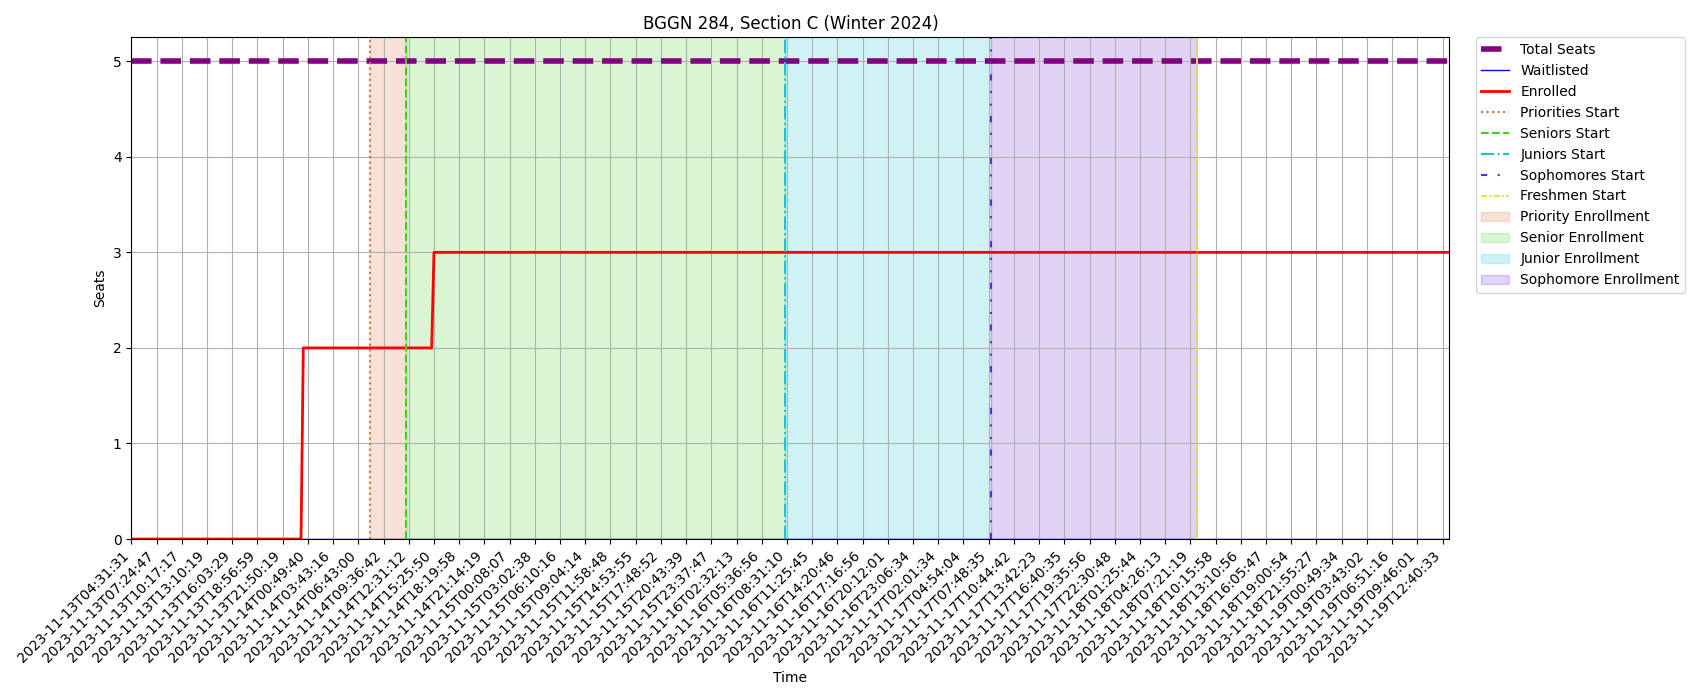 BGGN 284, Section C (Winter 2024)
Seats
5
4
3
2
1
0
2023-11-13T04:31:31
2023-11-13T07:24:47
2023-11-13T10:17:17
2023-11-13T13:10:19
2023-11-13T16:03:29
2023-11-13T18:56:59
2023-11-13T21:50:19
2023-11-14T00:49:40
2023-11-14T03:43:16
2023-11-14T06:43:00
2023-11-14T09:36:42
2023-11-14T12:31:12
2023-11-14T15:25:50
2023-11-14T18:19:58
2023-11-14T21:14:19
2023-11-15T00:08:07
2023-11-15T03:02:38
2023-11-15T06:10:16
2023-11-15T09:04:14
2023-11-15T11:58:48
2023-11-15T14:53:55
2023-11-15T17:48:52
2023-11-15T20:43:39
2023-11-15T23:37:47
2023-11-16T02:32:13
2023-11-16T05:36:56
2023-11-16T08:31:10
2023-11-16T11:25:45
2023-11-16T14:20:46
2023-11-16T17:16:56
2023-11-16T20:12:01
2023-11-16T23:06:34
2023-11-17T02:01:34
2023-11-17T04:54:04
2023-11-17T07:48:35
2023-11-17T10:44:42
2023-11-17T13:42:23
2023-11-17T16:40:35
2023-11-17T19:35:56
2023-11-17T22:30:48
2023-11-18T01:25:44
2023-11-18T04:26:13
2023-11-18T07:21:19
2023-11-18T10:15:58
2023-11-18T13:10:56
2023-11-18T16:05:47
2023-11-18T19:00:54
2023-11-18T21:55:27
2023-11-19T00:49:34
2023-11-19T03:43:02
2023-11-19T06:51:16
2023-11-19T09:46:01
2023-11-19T12:40:33
Time
Total Seats
Waitlisted
Enrolled
Priorities Start
Seniors Start
Juniors Start
Sophomores Start
Freshmen Start
Priority Enrollment
Senior Enrollment
Junior Enrollment
Sophomore Enrollment